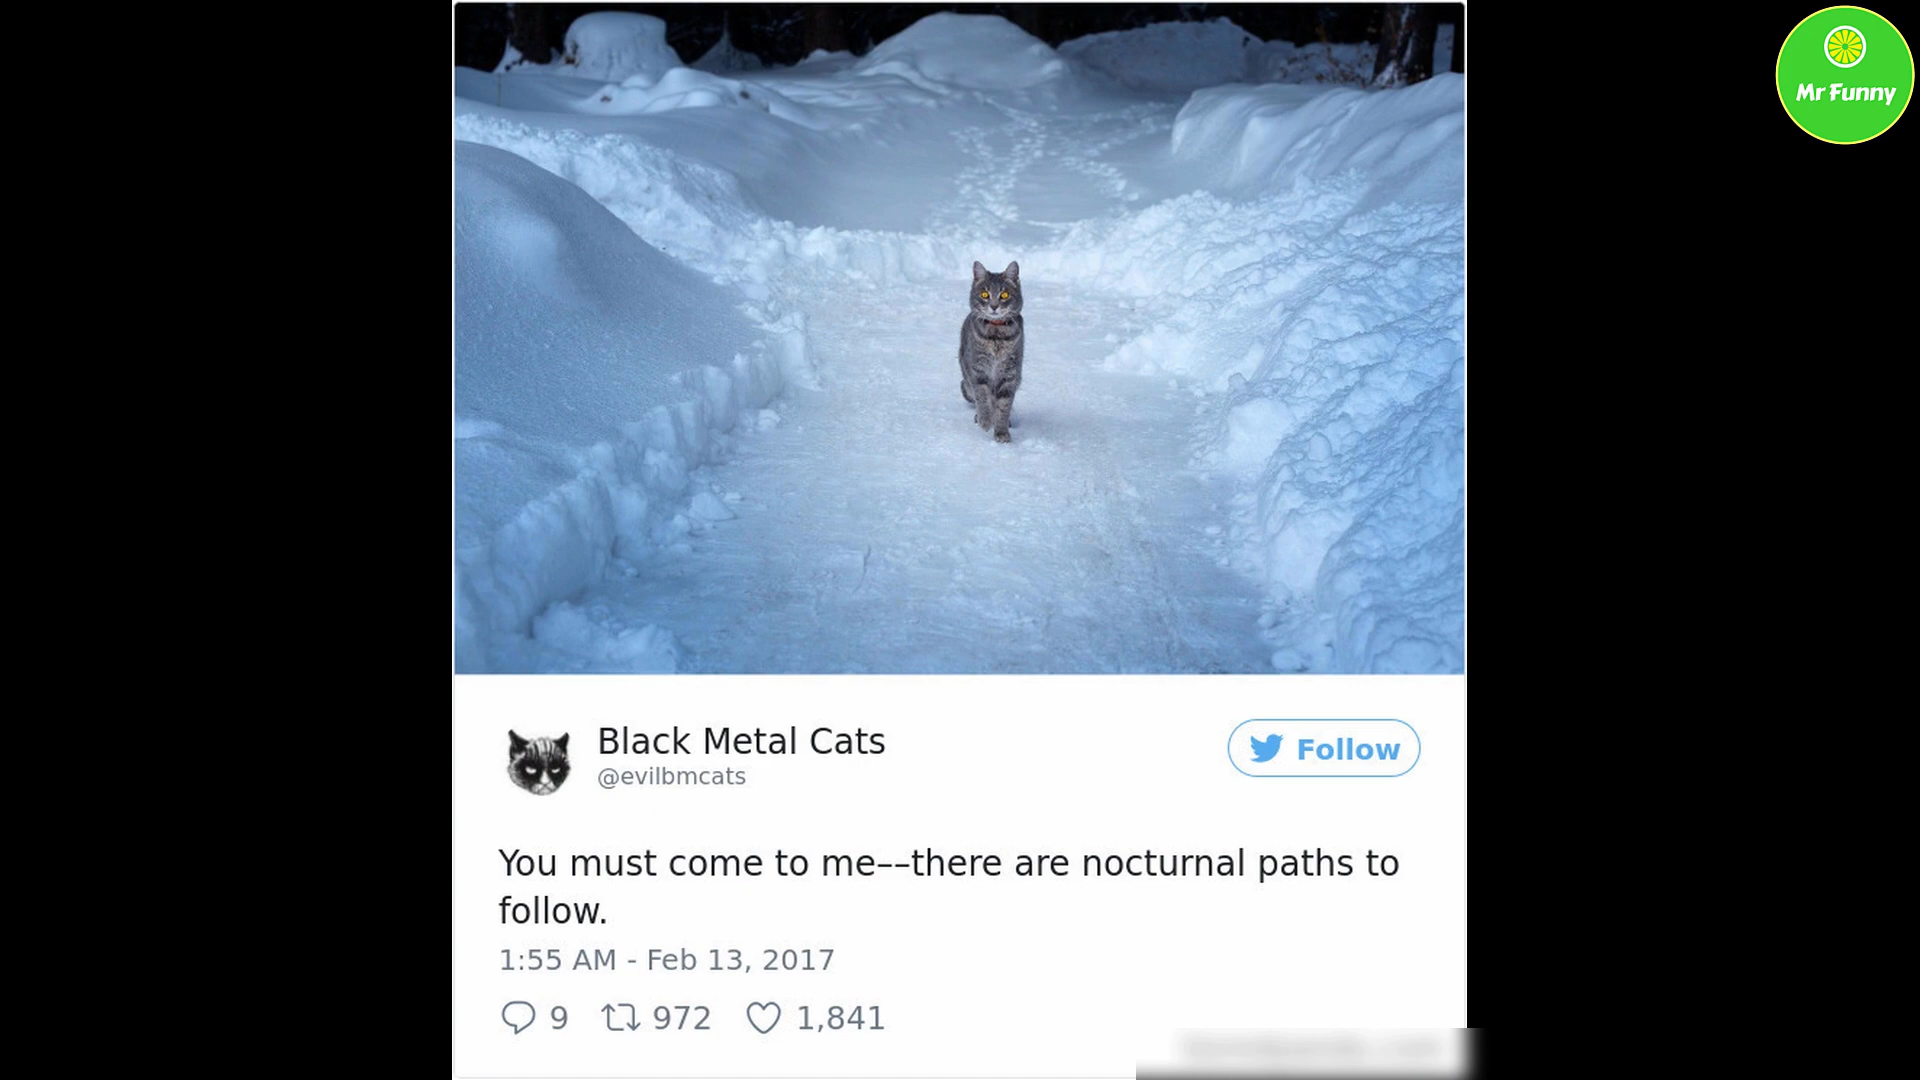 Mr Funny
Black Metal Cats
@evilbmcats
Follow
You must come to me––there are nocturnal paths to
follow.
1:55 AM - Feb 13, 2017
9 972 1,841